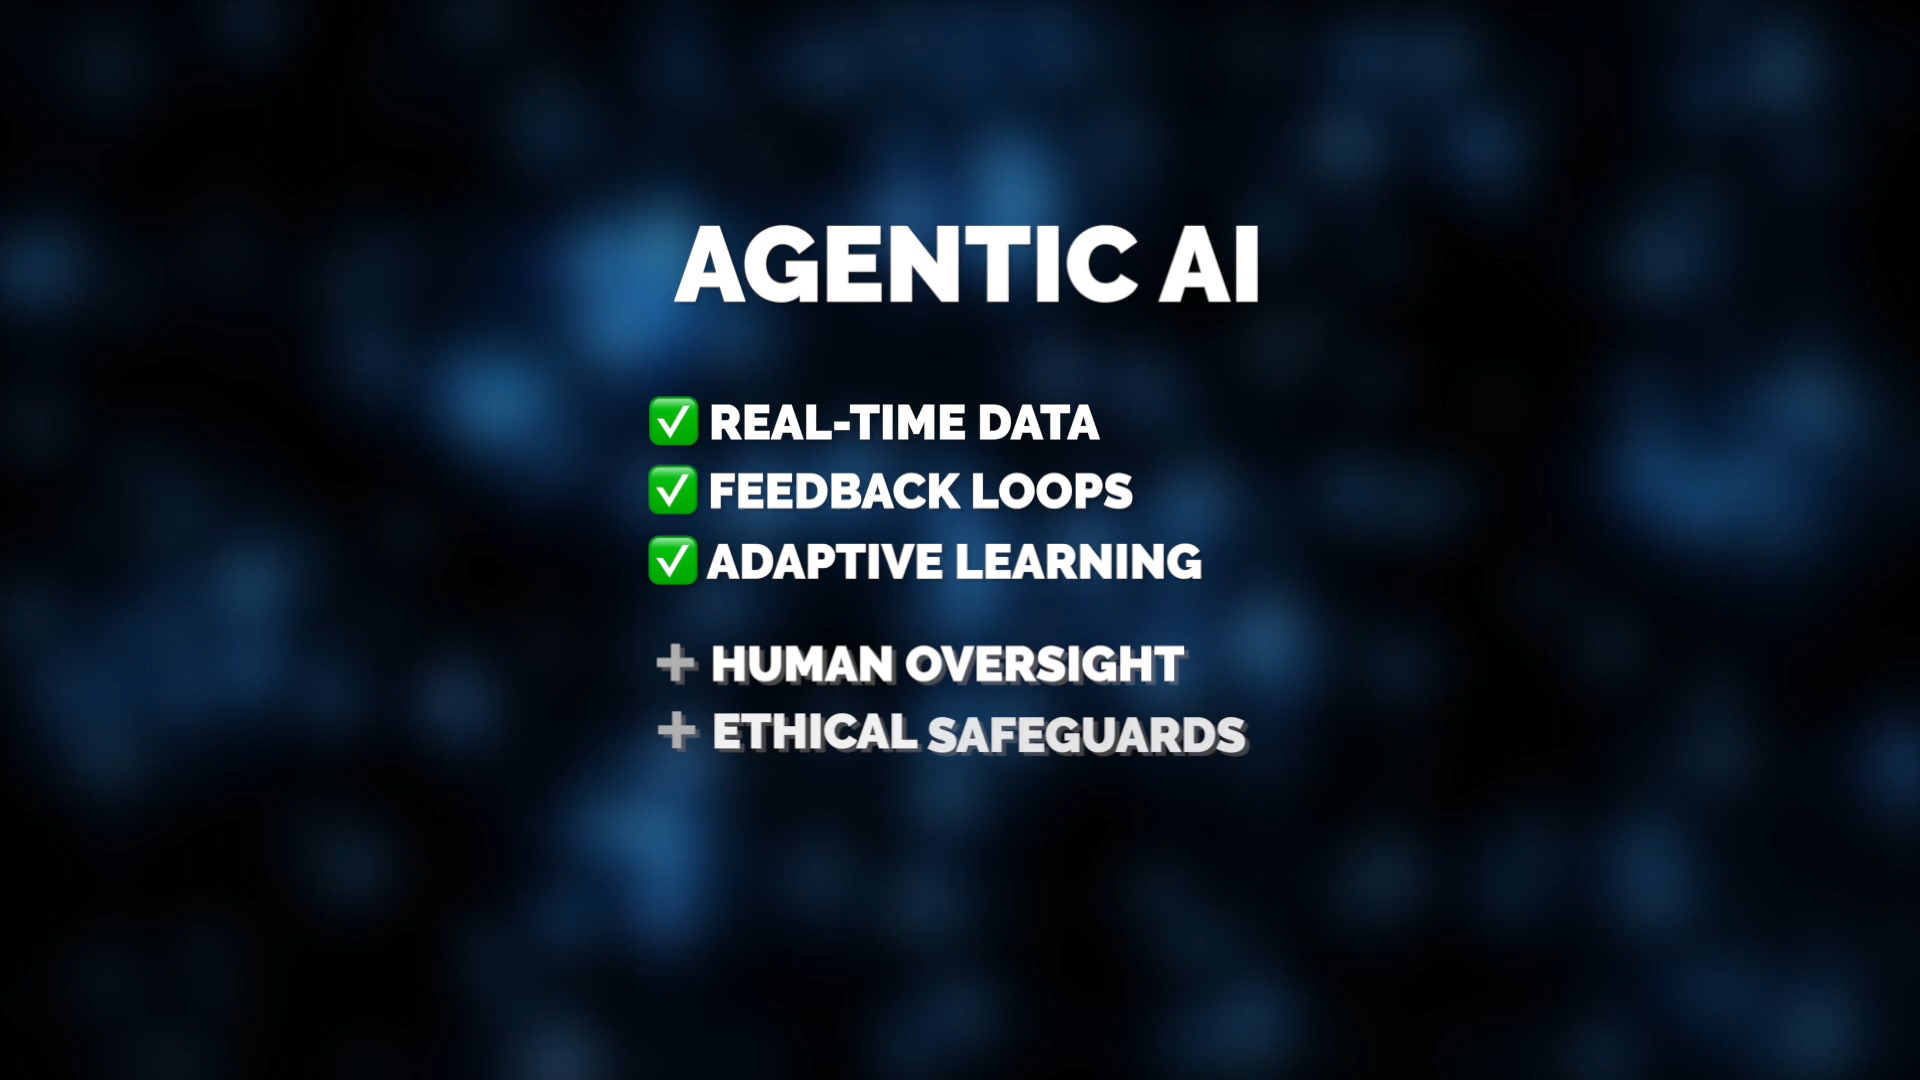 AGENTIC AI
✅ REAL-TIME DATA
✅ FEEDBACK LOOPS
✅ ADAPTIVE LEARNING
➕ HUMAN OVERSIGHT
➕ ETHICAL SAFEGUARDS